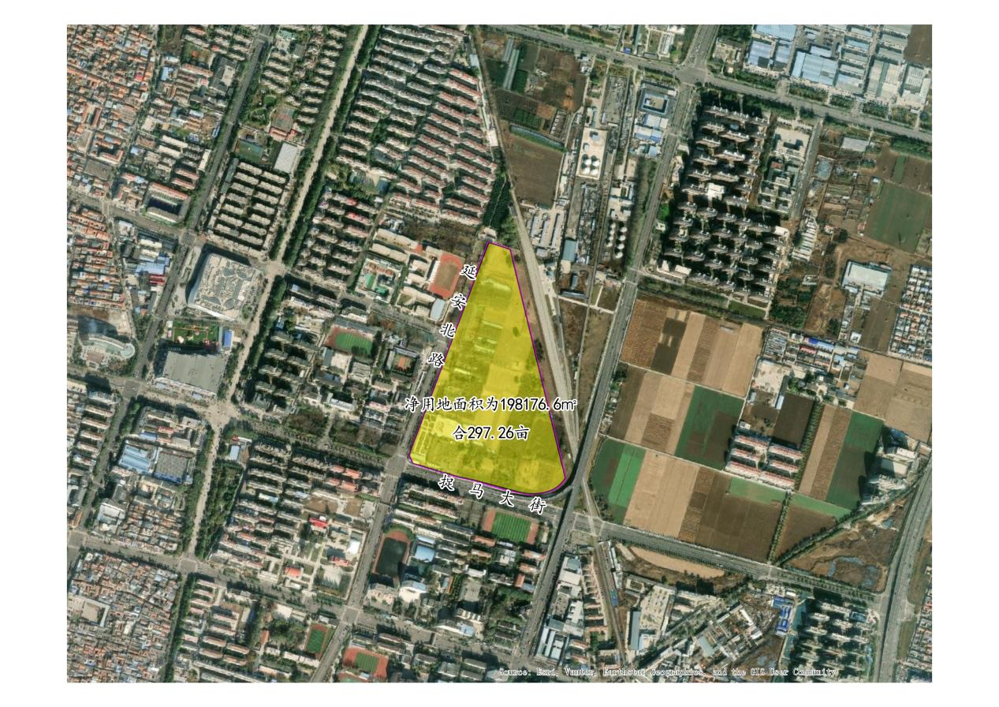 延安北路
净用地面积为198176.6㎡
合297.26亩
捉马大街
Source: Esri, Vantor, Earthstar Geographics, and the GIS User Community